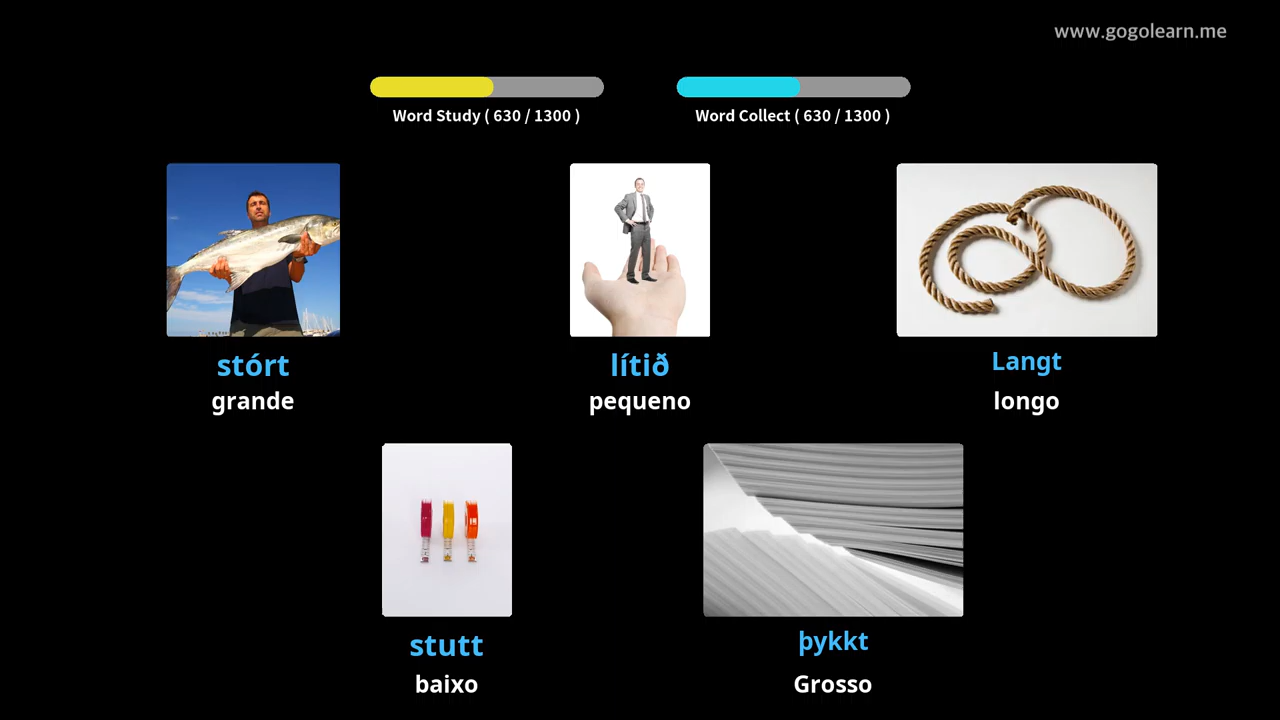 www.gogolearn.me
Word Study ( 630 / 1300 )
Word Collect ( 630 / 1300 )
stórt
grande
lítið
pequeno
Langt
longo
stutt
baixo
þykkt
Grosso